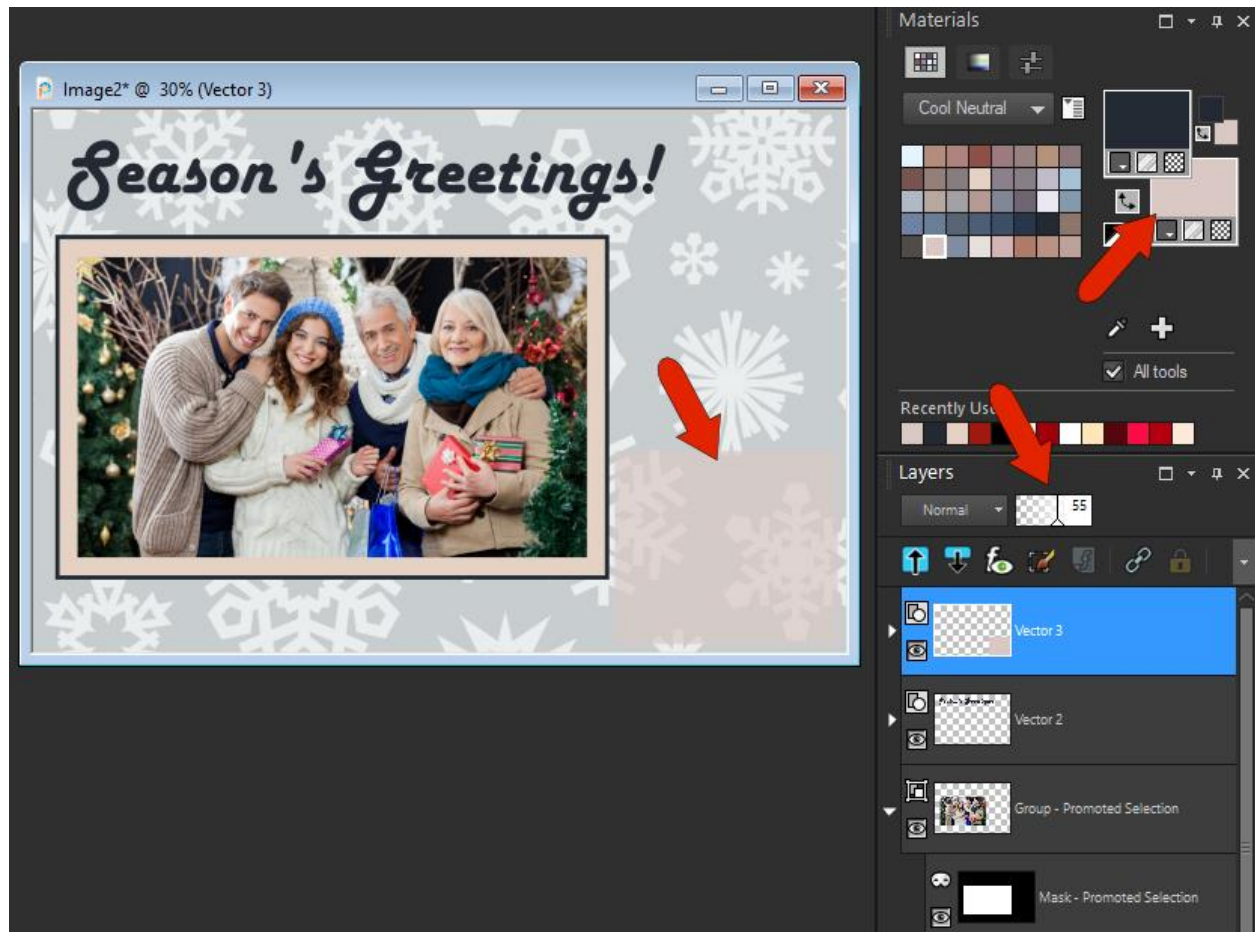 Materials
Image2* @ 30% (Vector 3)
Cool Neutral
Season's Greetings!
All tools
Recently Us
Layers
Normal
55
Vector 3
Vector 2
Group - Promoted Selection
Mask - Promoted Selection